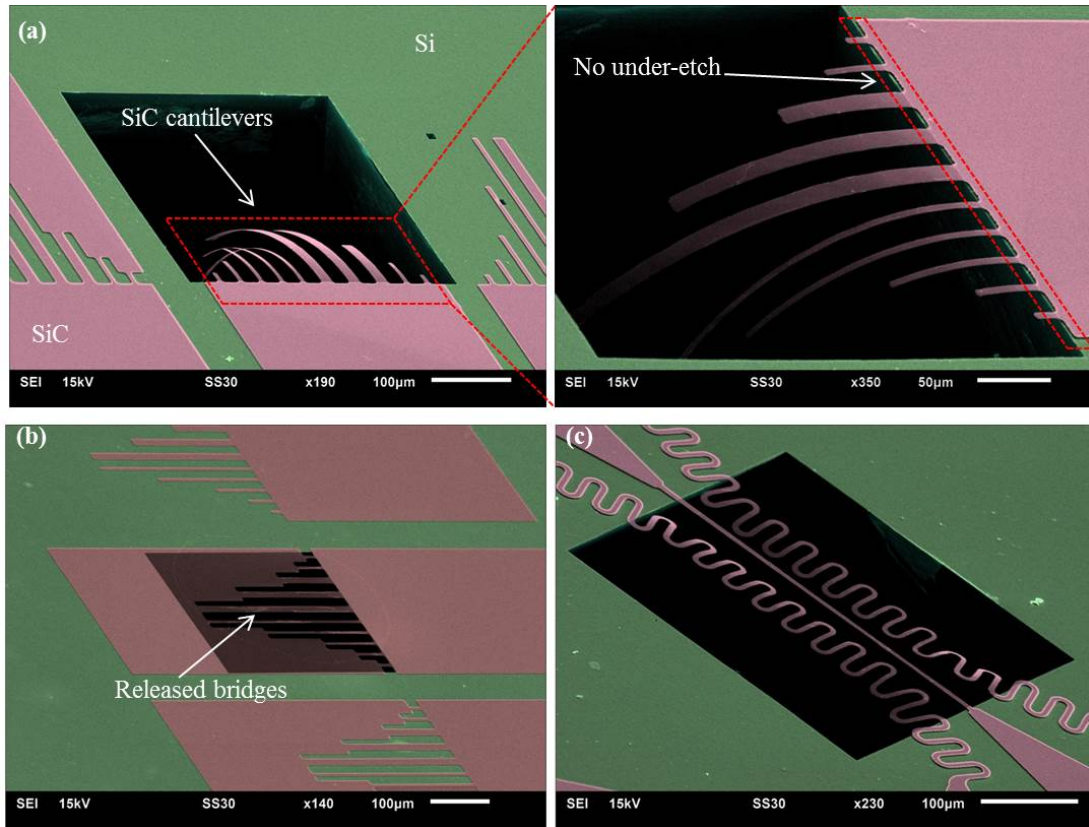 (a)
Si
SiC cantilevers
SiC
SEI 15kV SS30 x190 100μm
No under-etch
SEI 15kV SS30 x350 50μm
(b)
Released bridges
SEI 15kV SS30 x140 100μm
(c)
SEI 15kV SS30 x230 100μm